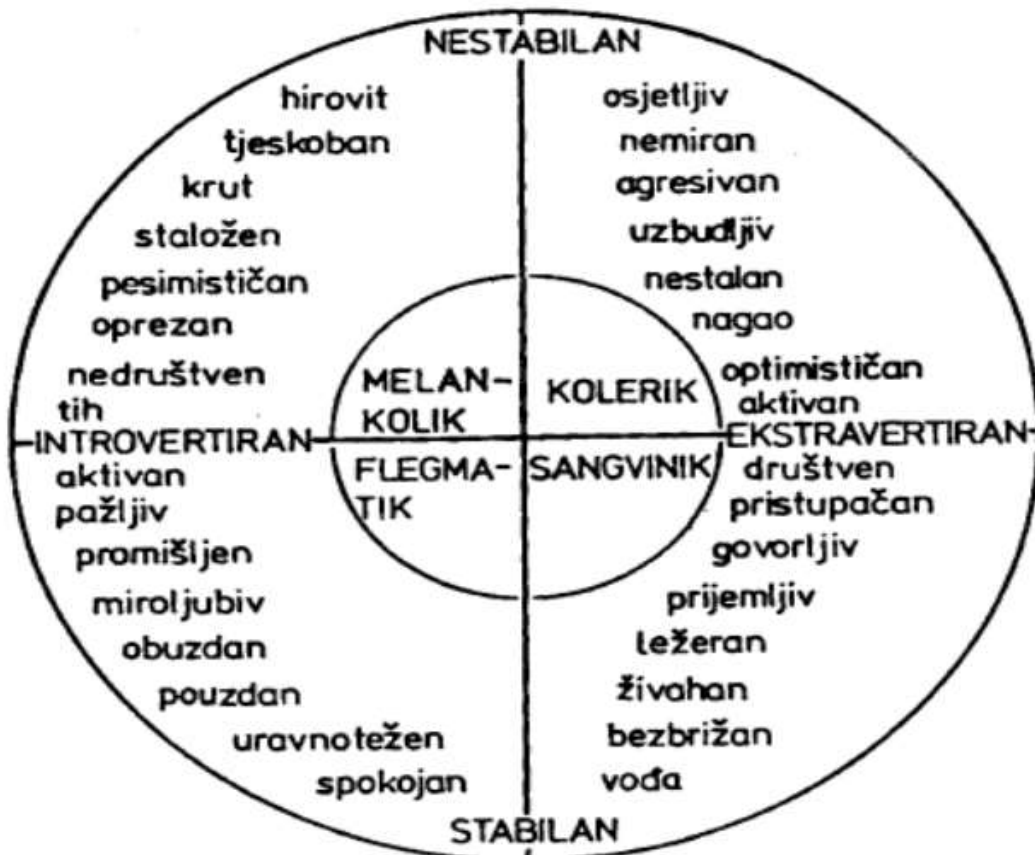 NESTABILAN
hirovit
tjeskoban
krut
staložen
pesimističan
oprezan
nedruštven
tih
osjetljiv
nemiran
agresivan
uzbudljiv
nestalan
nagao
optimističan
aktivan
MELAN-
KOLIK
KOLERIK
INTROVERTIRAN
EKSTRAVERTIRAN
FLEGMA-
TIK
SANGVINIK
aktivan
pažljiv
promišljen
miroljubiv
obuzdan
pouzdan
uravnotežen
spokojan
društven
pristupačan
govorljiv
prijemljiv
ležeran
živahan
bezbrižan
vođa
STABILAN